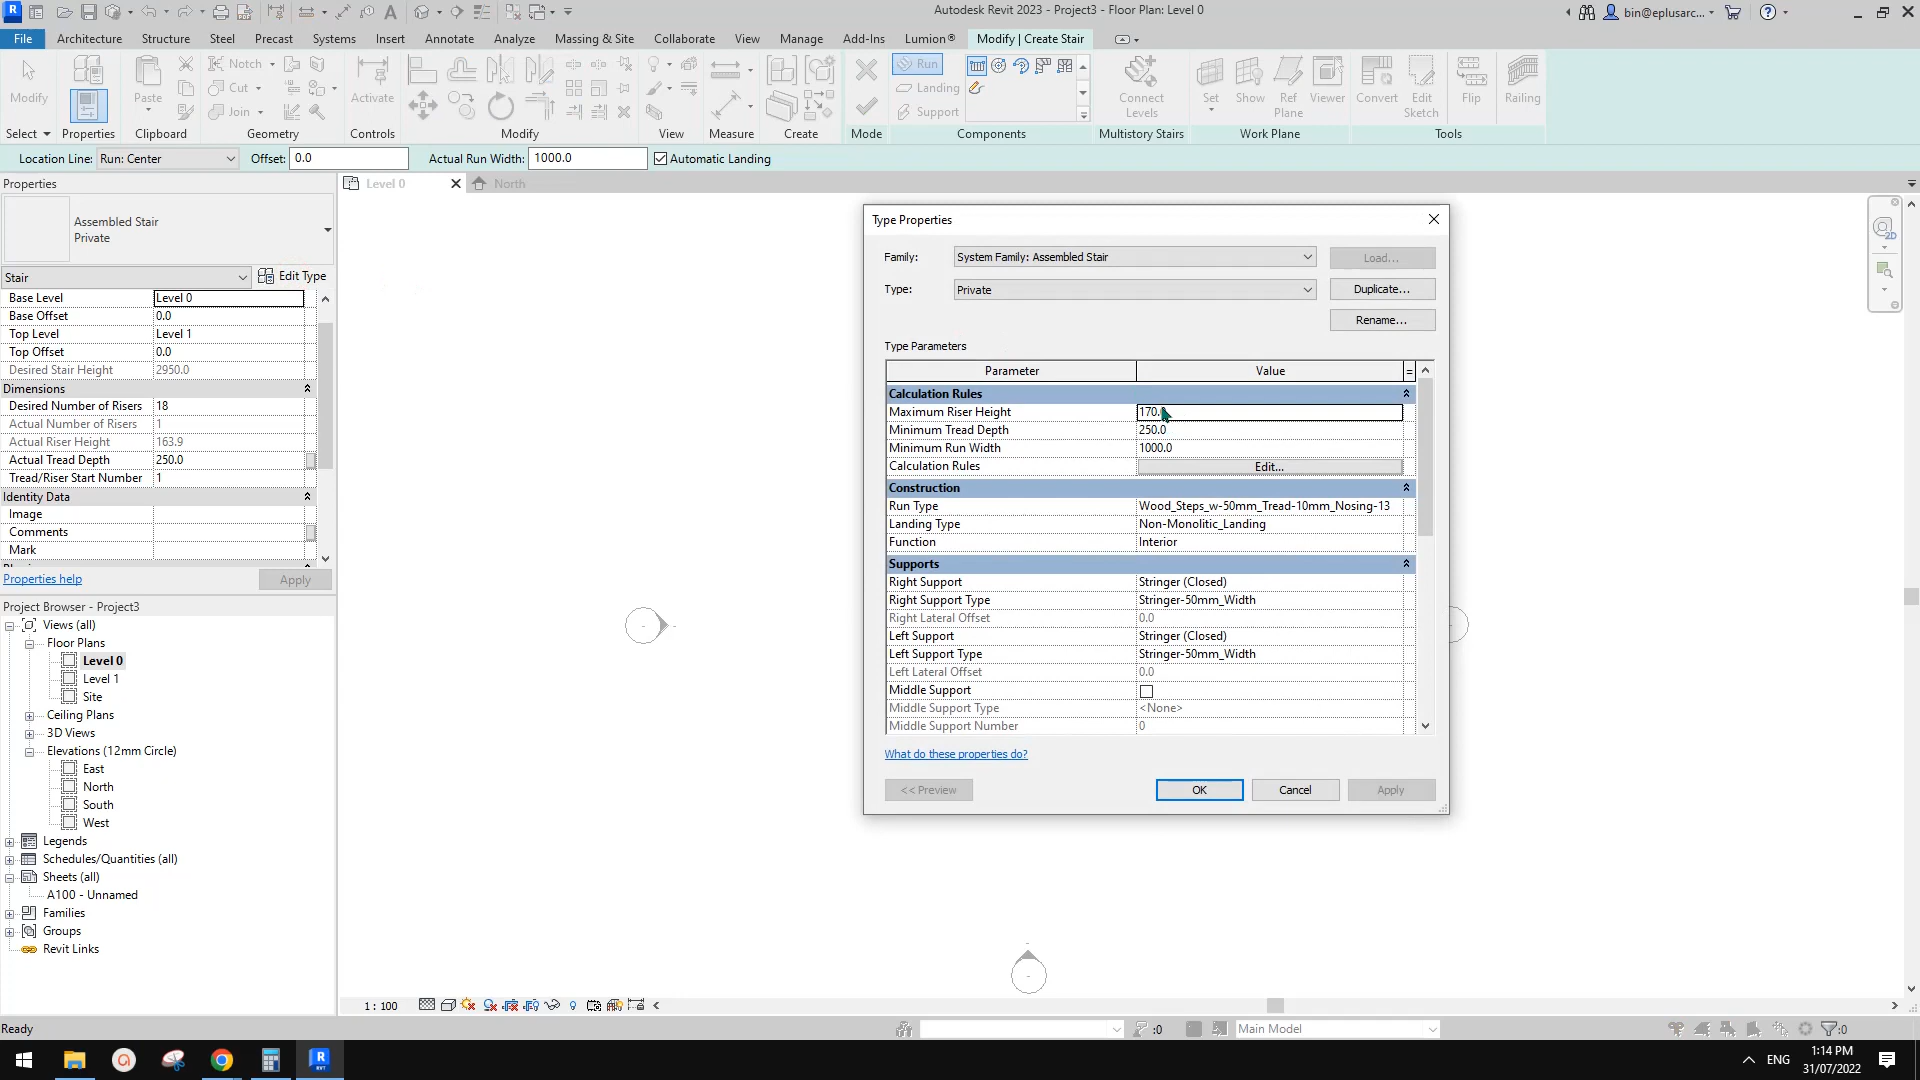 Autodesk Revit 2023 - Project3 - Floor Plan: Level 0
bin@eplusarc...
File Architecture Structure Steel Precast Systems Insert Annotate Analyze Massing & Site Collaborate View Manage Add-Ins Lumion® Modify | Create Stair
Modify
Paste
Notch
Cut
Join
Activate
Run
Landing
Support
Connect
Levels
Set
Show
Ref
Plane
Viewer
Convert
Edit
Sketch
Flip
Railing
Select Properties Clipboard Geometry Controls Modify View Measure Create Mode Components Multistory Stairs Work Plane Tools
Location Line: Run: Center Offset: 0.0 Actual Run Width: 1000.0 Automatic Landing
Properties
Level 0
North
Assembled Stair
Private
Stair
Edit Type
Base Level Level 0
Base Offset 0.0
Top Level Level 1
Top Offset 0.0
Desired Stair Height 2950.0
Dimensions
Desired Number of Risers 18
Actual Number of Risers 1
Actual Riser Height 163.9
Actual Tread Depth 250.0
Tread/Riser Start Number 1
Identity Data
Image
Comments
Mark
Properties help
Apply
Project Browser - Project3
Views (all)
Floor Plans
Level 0
Level 1
Site
Ceiling Plans
3D Views
Elevations (12mm Circle)
East
North
South
West
Legends
Schedules/Quantities (all)
Sheets (all)
A100 - Unnamed
Families
Groups
Revit Links
Type Properties
Family: System Family: Assembled Stair Load...
Type: Private Duplicate...
Rename...
Type Parameters
Parameter Value =
Calculation Rules
Maximum Riser Height 170.0
Minimum Tread Depth 250.0
Minimum Run Width 1000.0
Calculation Rules Edit...
Construction
Run Type Wood_Steps_w-50mm_Tread-10mm_Nosing-13
Landing Type Non-Monolitic_Landing
Function Interior
Supports
Right Support Stringer (Closed)
Right Support Type Stringer-50mm_Width
Right Lateral Offset 0.0
Left Support Stringer (Closed)
Left Support Type Stringer-50mm_Width
Left Lateral Offset 0.0
Middle Support
Middle Support Type <None>
Middle Support Number 0
What do these properties do?
<< Preview OK Cancel Apply
2D
1 : 100
Ready
:0
Main Model
:0
ENG
1:14 PM
31/07/2022